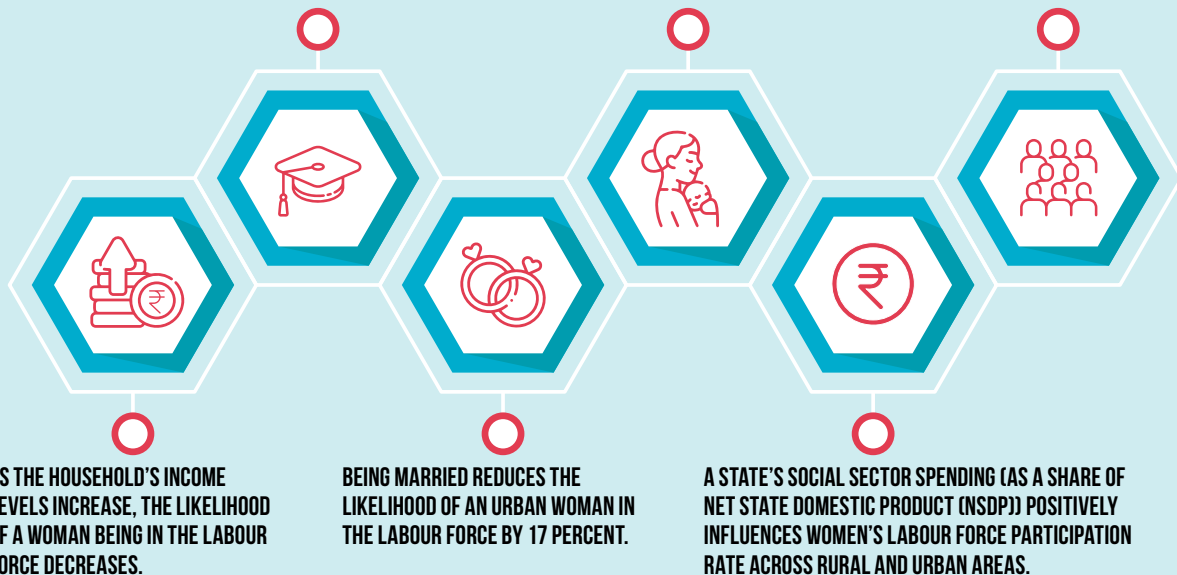 S THE HOUSEHOLD'S INCOME
EVELS INCREASE, THE LIKELIHOOD
F A WOMAN BEING IN THE LABOUR
ORCE DECREASES.
BEING MARRIED REDUCES THE
LIKELIHOOD OF AN URBAN WOMAN IN
THE LABOUR FORCE BY 17 PERCENT.
A STATE'S SOCIAL SECTOR SPENDING (AS A SHARE OF
NET STATE DOMESTIC PRODUCT (NSDP)) POSITIVELY
INFLUENCES WOMEN'S LABOUR FORCE PARTICIPATION
RATE ACROSS RURAL AND URBAN AREAS.